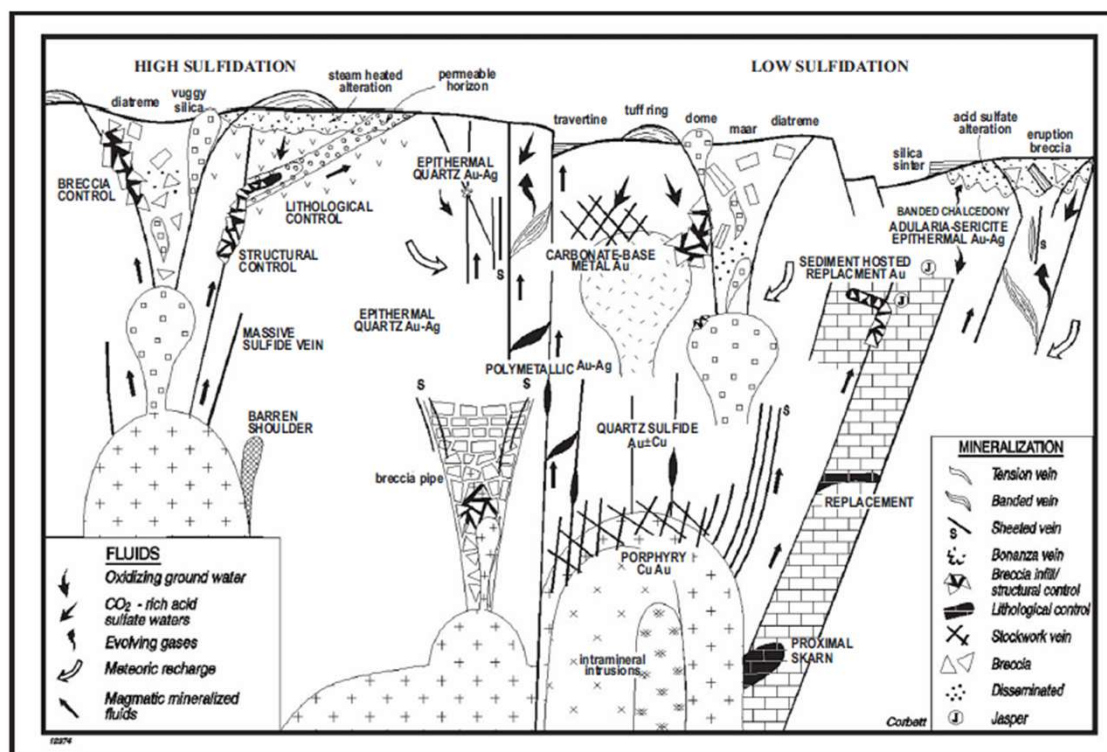 HIGH SULFIDATION
LOW SULFIDATION
diatreme
vuggy
silica
steam heated
alteration
permeable
horizon
travertine
tuff ring
dome
maar
diatreme
silica
sinter
acid sulfate
alteration
eruption
breccia
BRECCIA
CONTROL
LITHOLOGICAL
CONTROL
STRUCTURAL
CONTROL
EPITHERMAL
QUARTZ Au-Ag
S
EPITHERMAL
QUARTZ Au-Ag
CARBONATE-BASE
METAL Au
BANDED CHALCEDONY
ADULARIA-SERICITE
EPITHERMAL Au-Ag
S
SEDIMENT HOSTED
REPLACMENT Au
J
J
MASSIVE
SULFIDE VEIN
BARREN
SHOULDER
POLYMETALLIC Au-Ag
S
S
breccia pipe
QUARTZ SULFIDE
Au±Cu
S
PORPHYRY
Cu Au
intramineral
intrusions
REPLACEMENT
PROXIMAL
SKARN
FLUIDS
Oxidizing ground water
CO2 - rich acid
sulfate waters
Evolving gases
Meteoric recharge
Magmatic mineralized
fluids
MINERALIZATION
Tension vein
Banded vein
S Sheeted vein
Bonanza vein
Breccia infill/
structural control
Lithological control
Stockwork vein
Breccia
Disseminated
J Jasper
Corbett
12374